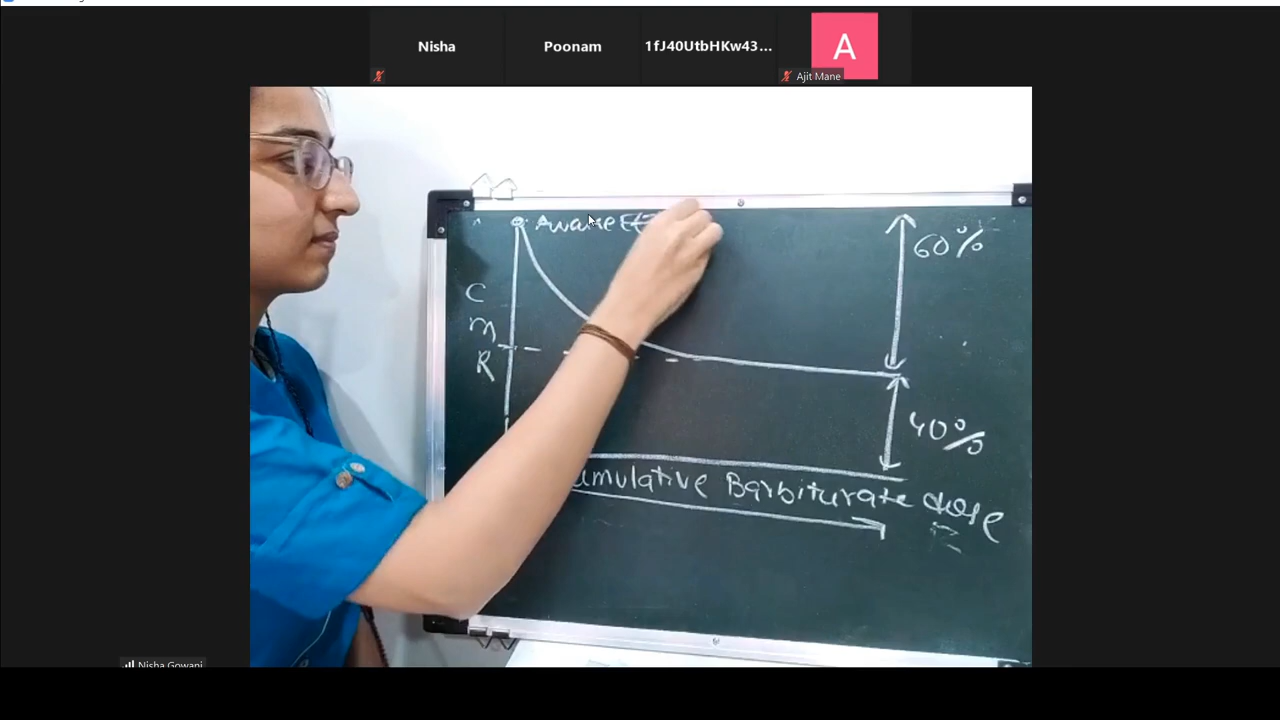 Nisha
Poonam
1fJ40UtbHKw43...
A
Ajit Mane
Awake
60%
C
M
R
40%
umulative Barbiturate dose
Nisha Gowani